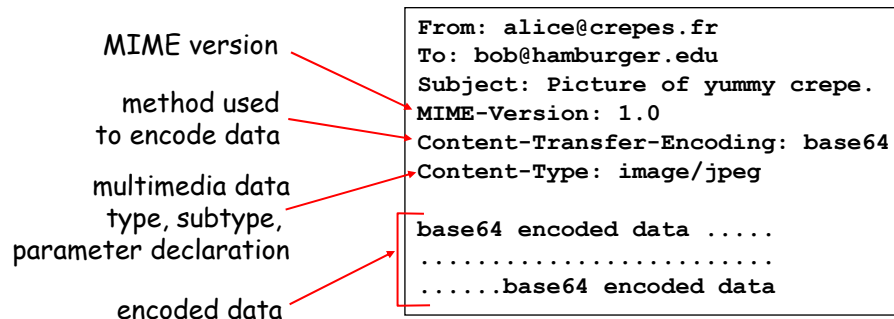 MIME version
method used
to encode data
multimedia data
type, subtype,
parameter declaration
encoded data
From: alice@crepes.fr
To: bob@hamburger.edu
Subject: Picture of yummy crepe.
MIME-Version: 1.0
Content-Transfer-Encoding: base64
Content-Type: image/jpeg
base64 encoded data .....
.........................
......base64 encoded data